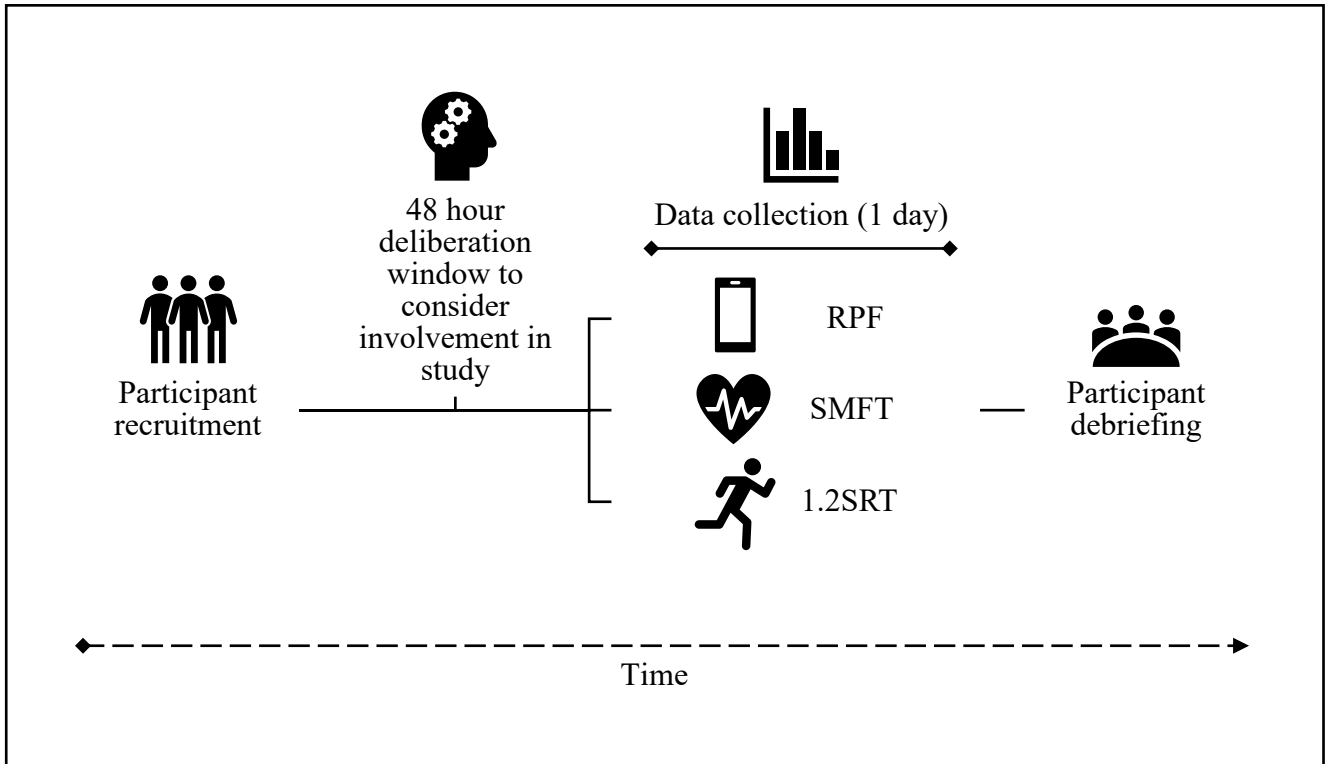 Participant
recruitment
48 hour
deliberation
window to
consider
involvement in
study
Data collection (1 day)
RPF
SMFT
1.2SRT
Participant
debriefing
Time